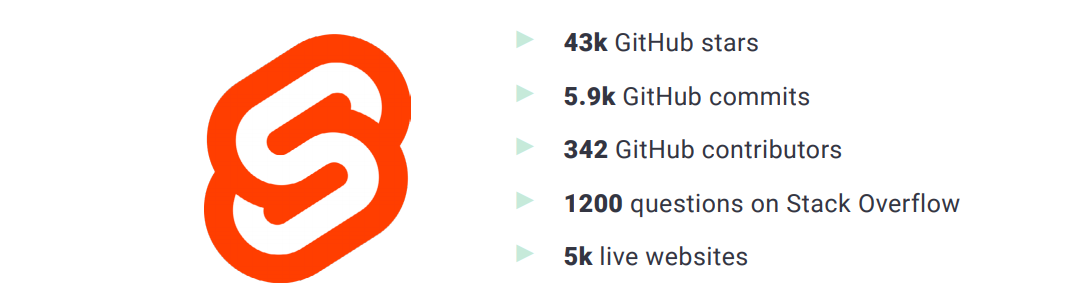 43k GitHub stars
5.9k GitHub commits
342 GitHub contributors
1200 questions on Stack Overflow
5k live websites